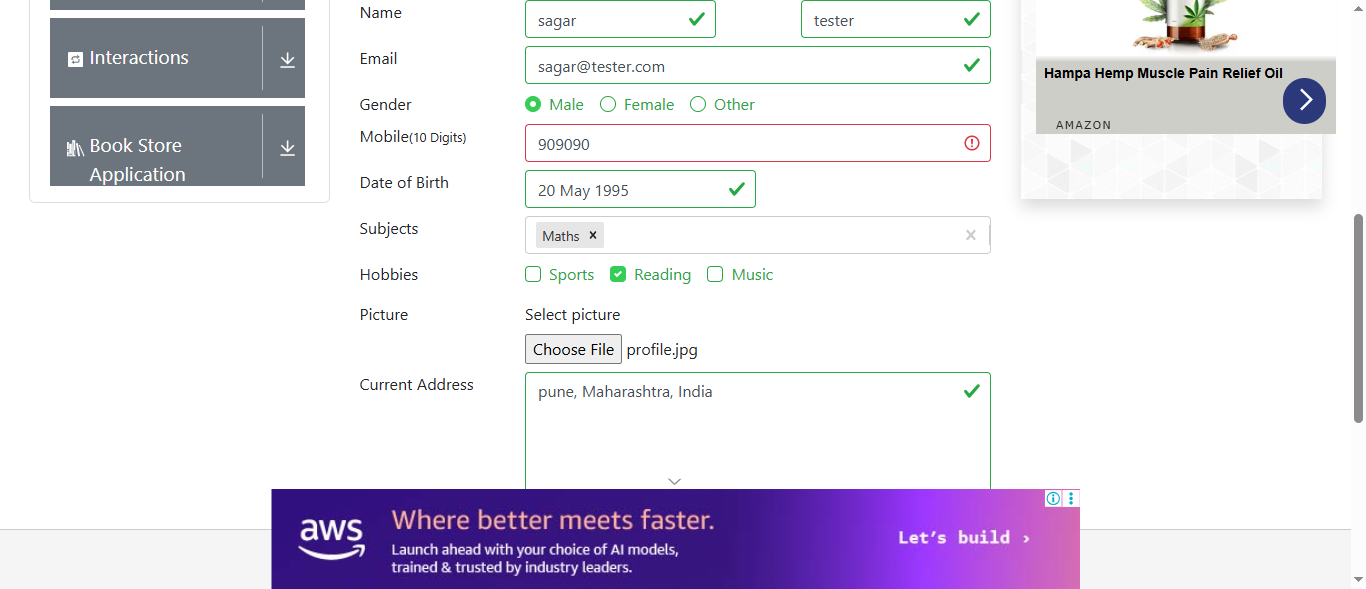 Interactions
Book Store
Application
Name
sagar
tester
Email
sagar@tester.com
Gender
Male
Female
Other
Mobile(10 Digits)
909090
Date of Birth
20 May 1995
Subjects
Maths
Hobbies
Sports
Reading
Music
Picture
Select picture
Choose File profile.jpg
Current Address
pune, Maharashtra, India
Hampa Hemp Muscle Pain Relief Oil
AMAZON
aws
Where better meets faster.
Launch ahead with your choice of AI models,
trained & trusted by industry leaders.
Let's build ›